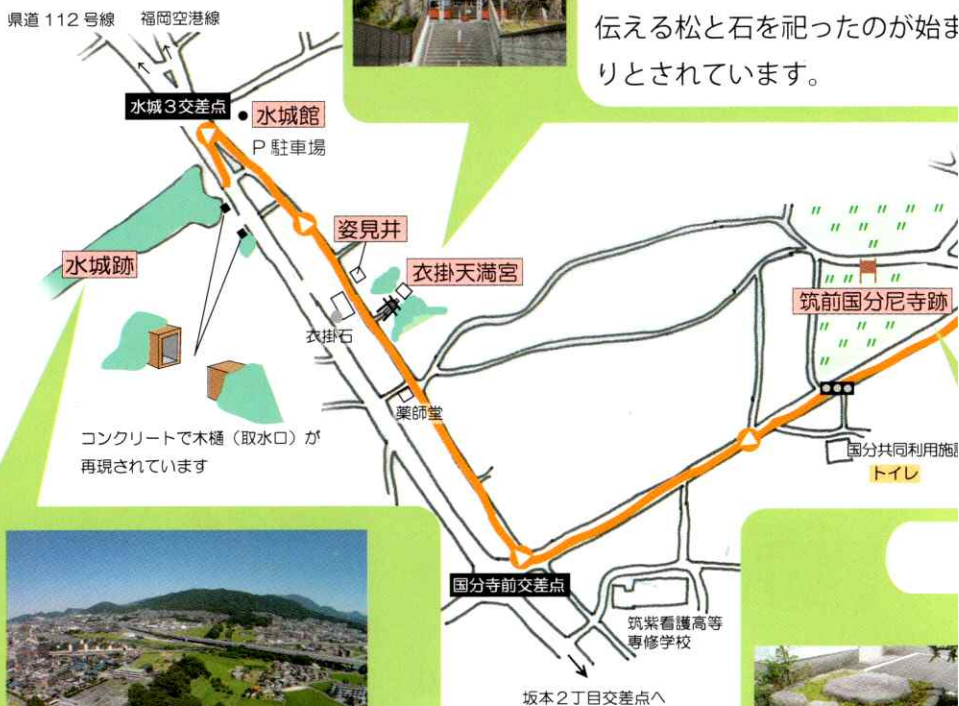 県道112号線　福岡空港線
伝える松と石を祀ったのが始ま
りとされています。
水城3交差点
水城館
P 駐車場
姿見井
衣掛天満宮
水城跡
筑前国分尼寺跡
衣掛石
薬師堂
コンクリートで木樋（取水口）が
再現されています
国分共同利用施設
トイレ
国分寺前交差点
筑紫看護高等
専修学校
坂本2丁目交差点へ